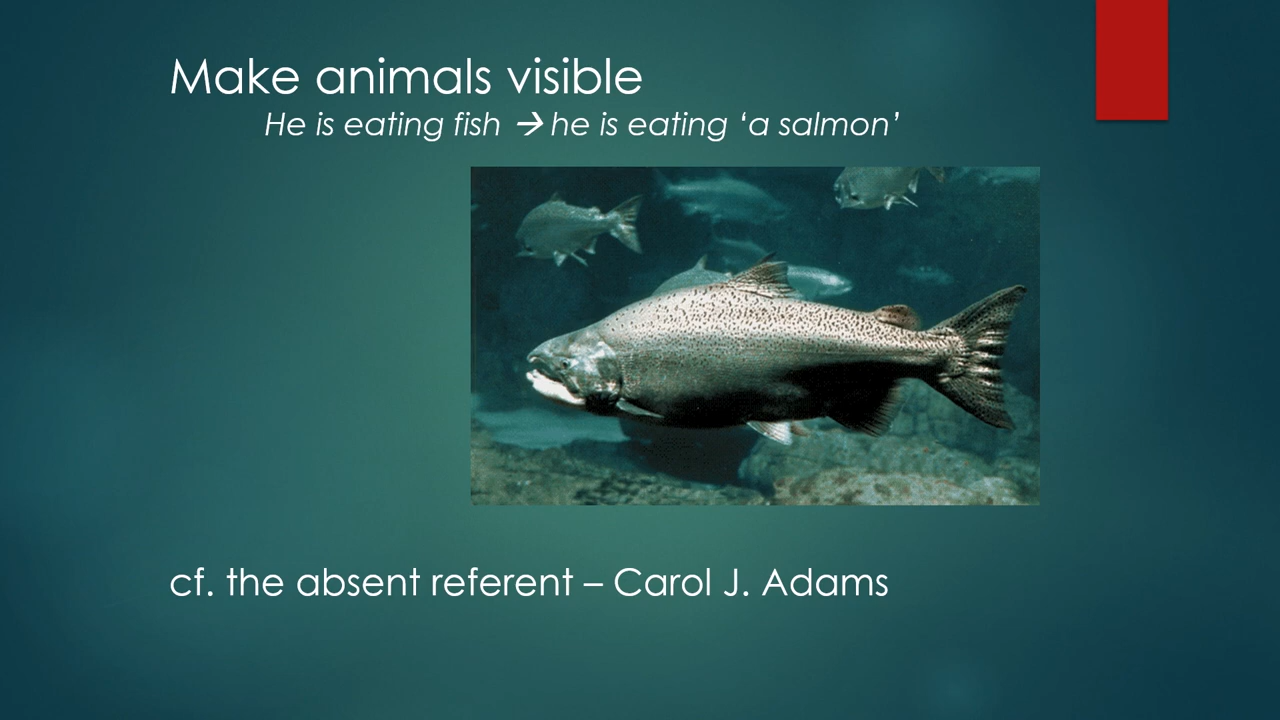 Make animals visible
He is eating fish → he is eating ‘a salmon’
cf. the absent referent – Carol J. Adams